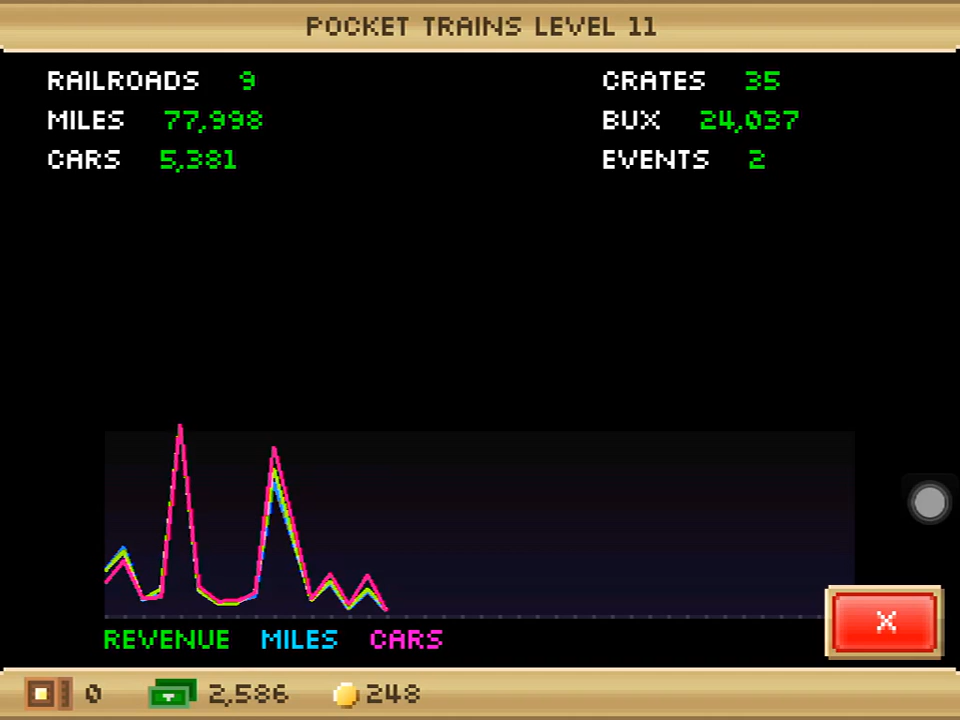 POCKET TRAINS LEVEL 11
RAILROADS 9
MILES 77,998
CARS 5,381
CRATES 35
BUX 24,037
EVENTS 2
REVENUE MILES CARS
X
0 2,586 248